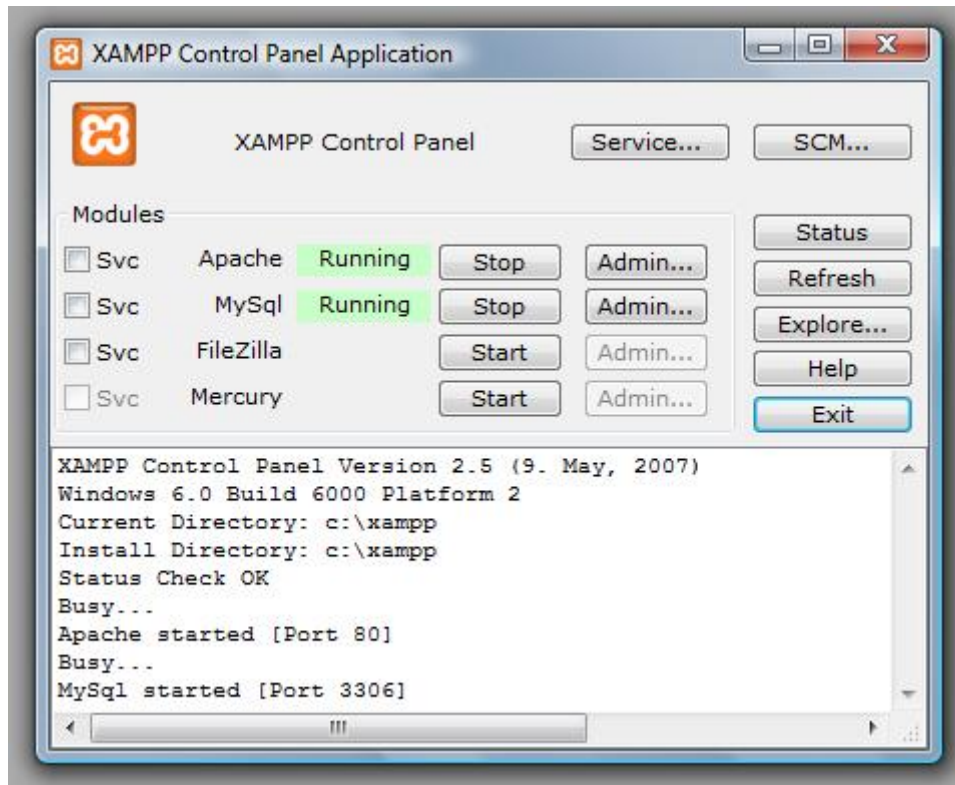 XAMPP Control Panel Application
XAMPP Control Panel Service... SCM...
Modules
Status
Svc Apache Running Stop Admin...
Refresh
Svc MySql Running Stop Admin...
Explore...
Svc FileZilla Start Admin...
Help
Svc Mercury Start Admin...
Exit
XAMPP Control Panel Version 2.5 (9. May, 2007)
Windows 6.0 Build 6000 Platform 2
Current Directory: c:\xampp
Install Directory: c:\xampp
Status Check OK
Busy...
Apache started [Port 80]
Busy...
MySql started [Port 3306]